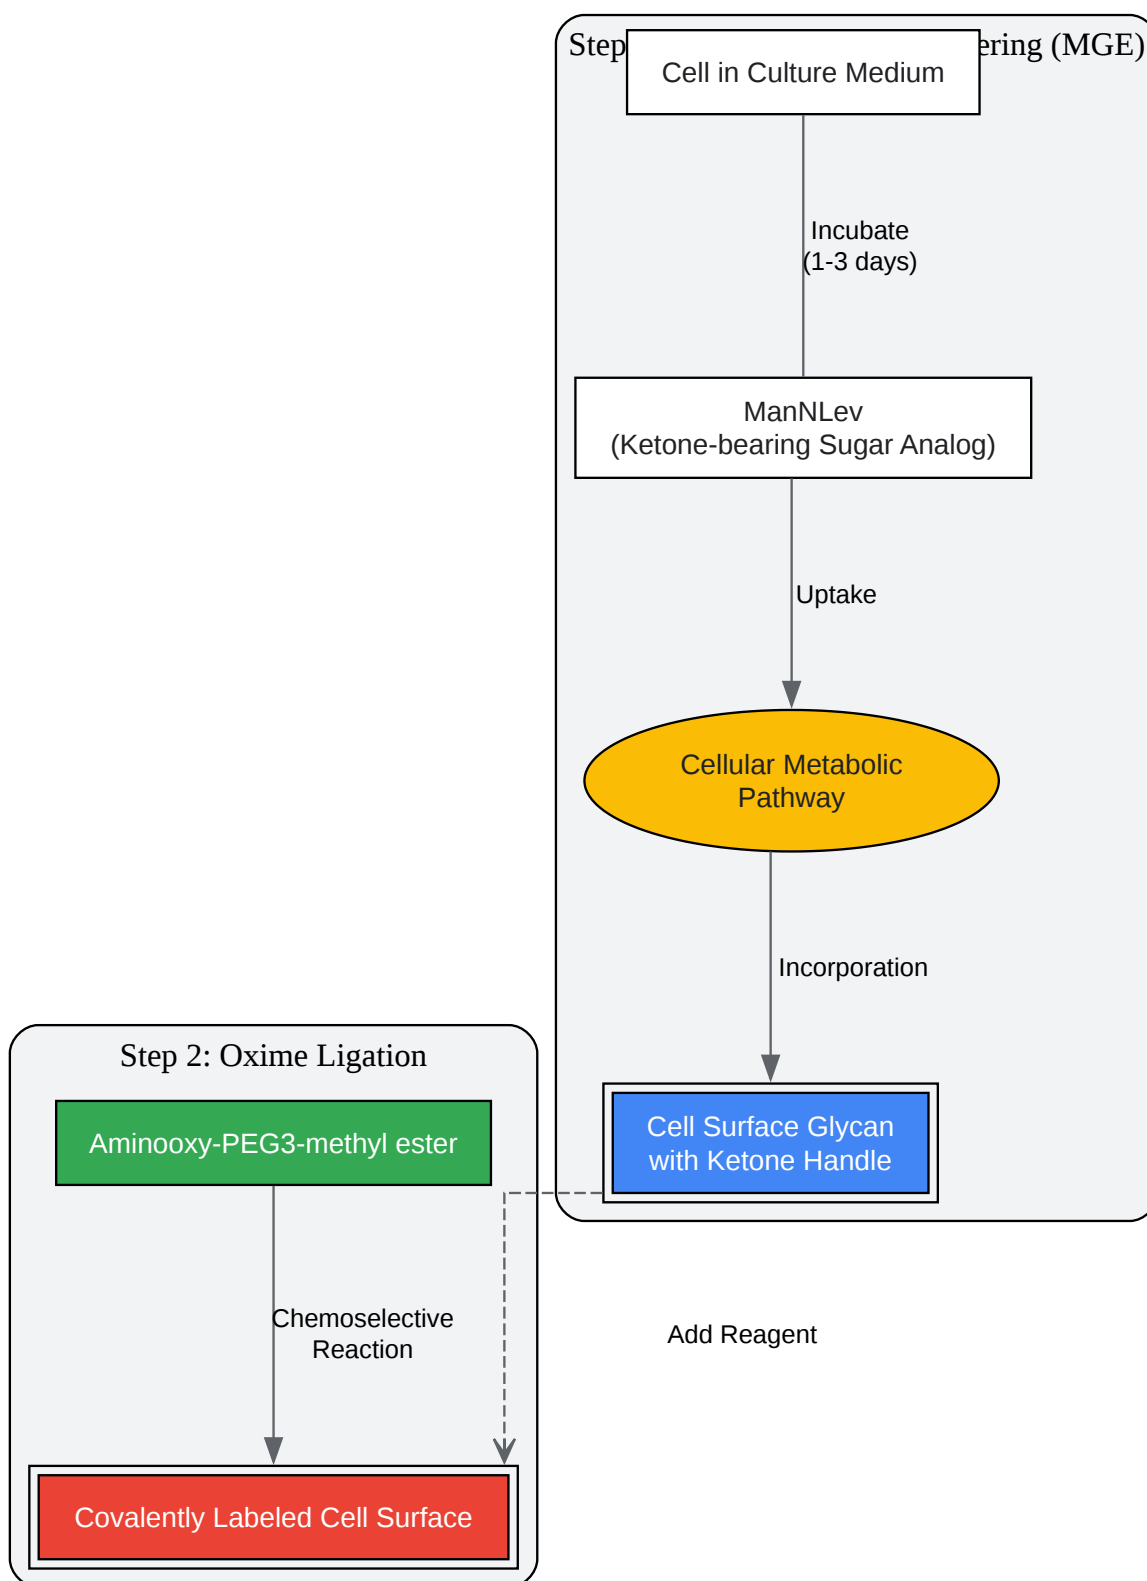 Step ering (MGE)
Cell in Culture Medium
Incubate
(1-3 days)
ManNLev
(Ketone-bearing Sugar Analog)
Uptake
Cellular Metabolic
Pathway
Incorporation
Cell Surface Glycan
with Ketone Handle
Step 2: Oxime Ligation
Aminooxy-PEG3-methyl ester
Chemoselective
Reaction
Add Reagent
Covalently Labeled Cell Surface